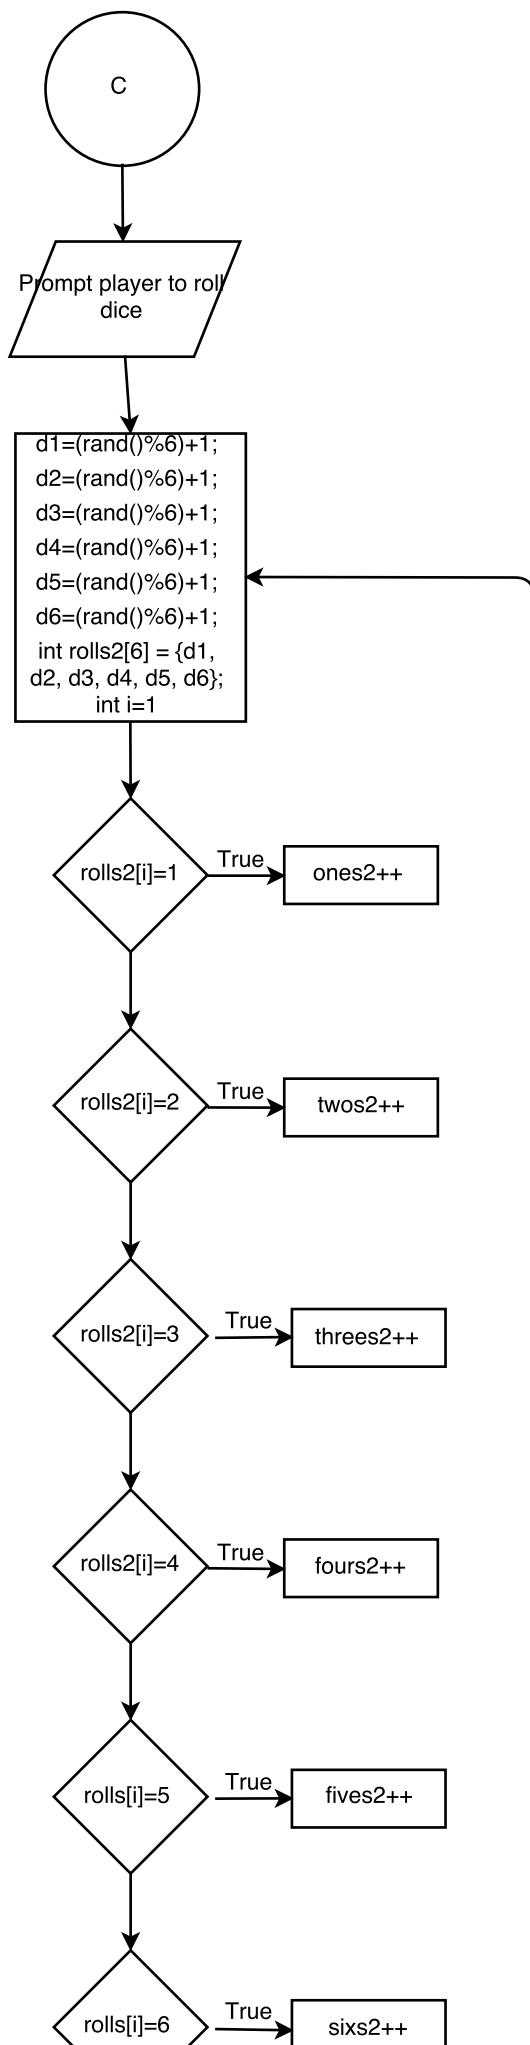 C
Prompt player to roll
dice
d1=(rand()%6)+1;
d2=(rand()%6)+1;
d3=(rand()%6)+1;
d4=(rand()%6)+1;
d5=(rand()%6)+1;
d6=(rand()%6)+1;
int rolls2[6] = {d1,
d2, d3, d4, d5, d6};
int i=1
rolls2[i]=1
True
ones2++
rolls2[i]=2
True
twos2++
rolls2[i]=3
True
threes2++
rolls2[i]=4
True
fours2++
rolls[i]=5
True
fives2++
rolls[i]=6
True
sixs2++